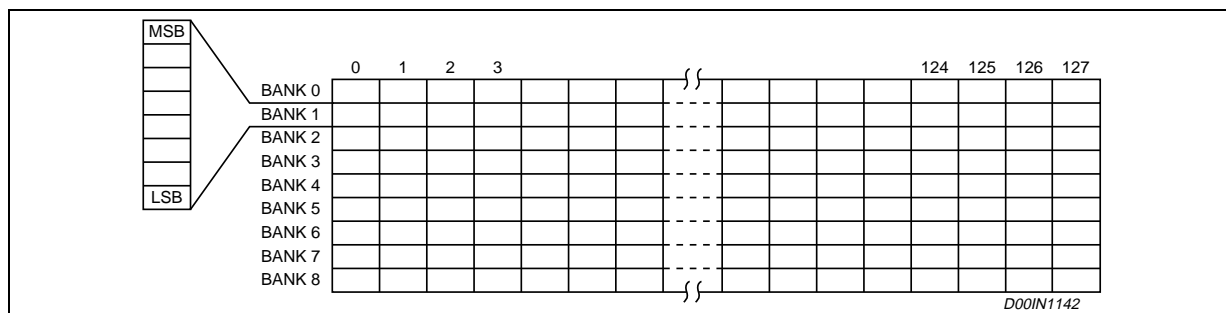 MSB
0 1 2 3 124 125 126 127
BANK 0
BANK 1
BANK 2
BANK 3
BANK 4
LSB
BANK 5
BANK 6
BANK 7
BANK 8
D00IN1142